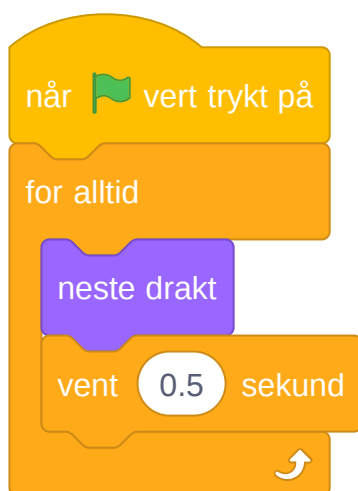 når vert trykt på
for alltid
neste drakt
vent 0.5 sekund